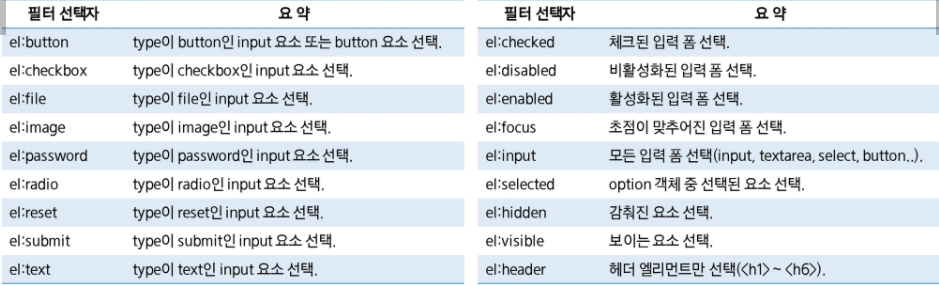 필터 선택자 요 약
el:button type이 button인 input 요소 또는 button 요소 선택.
el:checkbox type이 checkbox인 input 요소 선택.
el:file type이 file인 input 요소 선택.
el:image type이 image인 input 요소 선택.
el:password type이 password인 input 요소 선택.
el:radio type이 radio인 input 요소 선택.
el:reset type이 reset인 input 요소 선택.
el:submit type이 submit인 input 요소 선택.
el:text type이 text인 input 요소 선택.
필터 선택자 요 약
el:checked 체크된 입력 폼 선택.
el:disabled 비활성화된 입력 폼 선택.
el:enabled 활성화된 입력 폼 선택.
el:focus 초점이 맞추어진 입력 폼 선택.
el:input 모든 입력 폼 선택(input, textarea, select, button..).
el:selected option 객체 중 선택된 요소 선택.
el:hidden 감춰진 요소 선택.
el:visible 보이는 요소 선택.
el:header 헤더 엘리먼트만 선택(<h1> ~ <h6>).